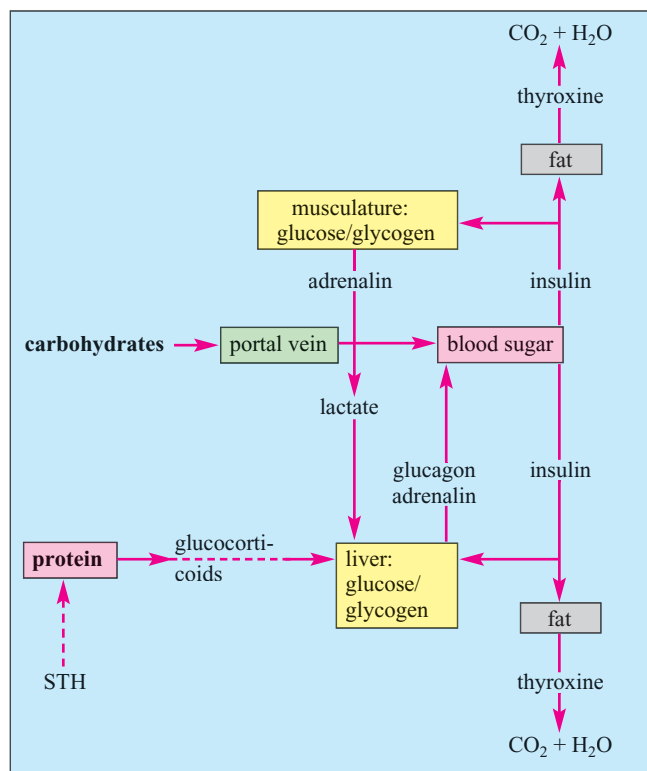 CO₂ + H₂O
thyroxine
fat
musculature:
glucose/glycogen
adrenalin
insulin
carbohydrates
portal vein
blood sugar
lactate
glucagon
adrenalin
insulin
protein
glucocorti-
coids
liver:
glucose/
glycogen
fat
STH
thyroxine
CO₂ + H₂O